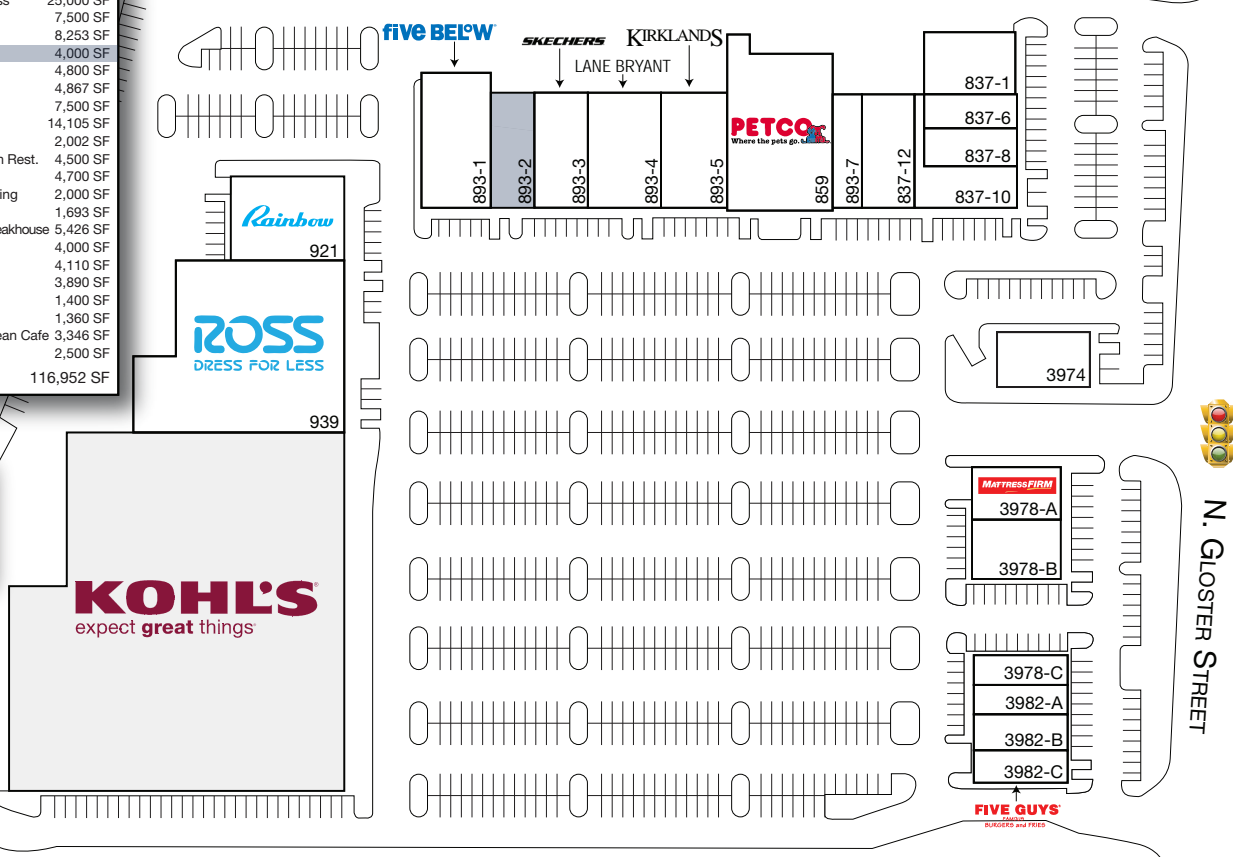 25,000 SF
7,500 SF
8,253 SF
4,000 SF
4,800 SF
4,867 SF
7,500 SF
14,105 SF
2,002 SF
Rest. 4,500 SF
4,700 SF
2,000 SF
1,693 SF
5,426 SF
4,000 SF
4,110 SF
3,890 SF
1,400 SF
1,360 SF
Cafe 3,346 SF
2,500 SF
116,952 SF
five BELOW
SKECHERS
KIRKLANDS
LANE BRYANT
PETCO
Where the pets go.
893-1
893-2
893-3
893-4
893-5
859
893-7
837-12
837-1
837-6
837-8
837-10
Rainbow
921
ROSS
DRESS FOR LESS
939
KOHL'S
expect great things
3974
MATTRESSFIRM
3978-A
3978-B
3978-C
3982-A
3982-B
3982-C
FIVE GUYS
FAMOUS
BURGERS and FRIES
N. GLOSTER STREET